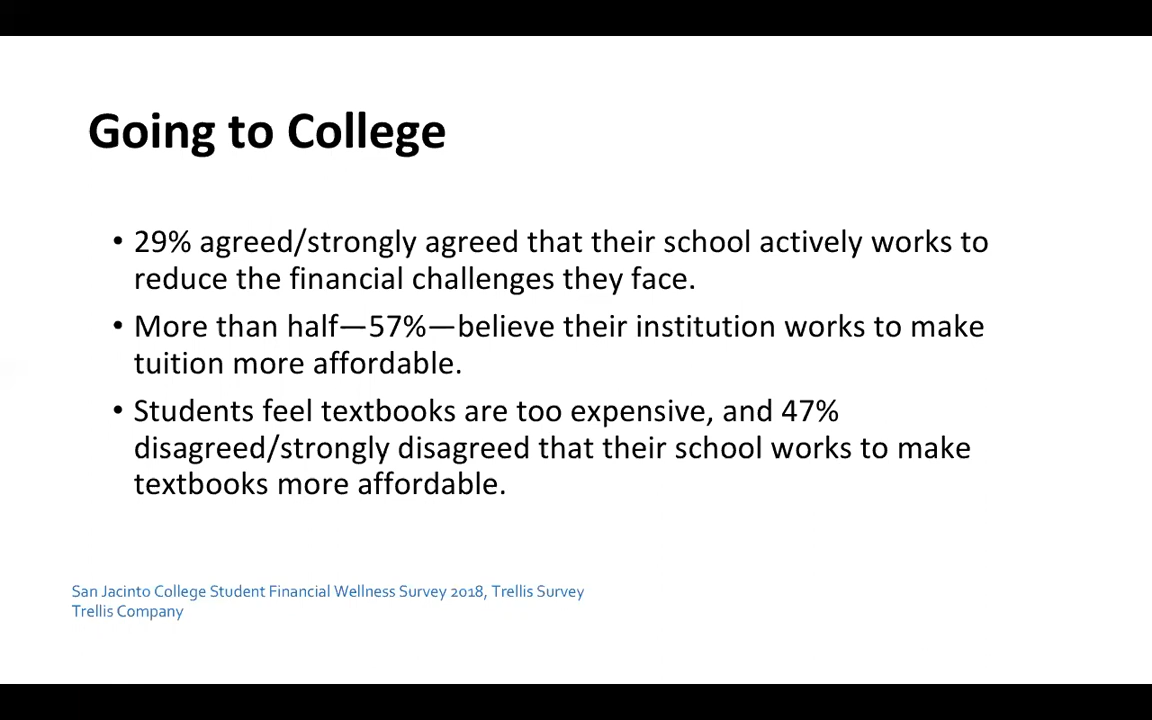 Going to College
• 29% agreed/strongly agreed that their school actively works to
reduce the financial challenges they face.
• More than half—57%—believe their institution works to make
tuition more affordable.
• Students feel textbooks are too expensive, and 47%
disagreed/strongly disagreed that their school works to make
textbooks more affordable.
San Jacinto College Student Financial Wellness Survey 2018, Trellis Survey
Trellis Company